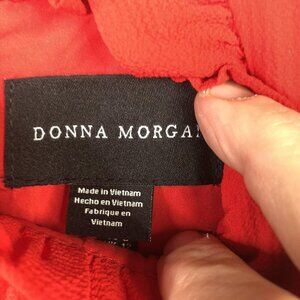 DONNA MORGA
Made in Vietnam
Hecho en Vietnam
Fabrique en
Vietnam